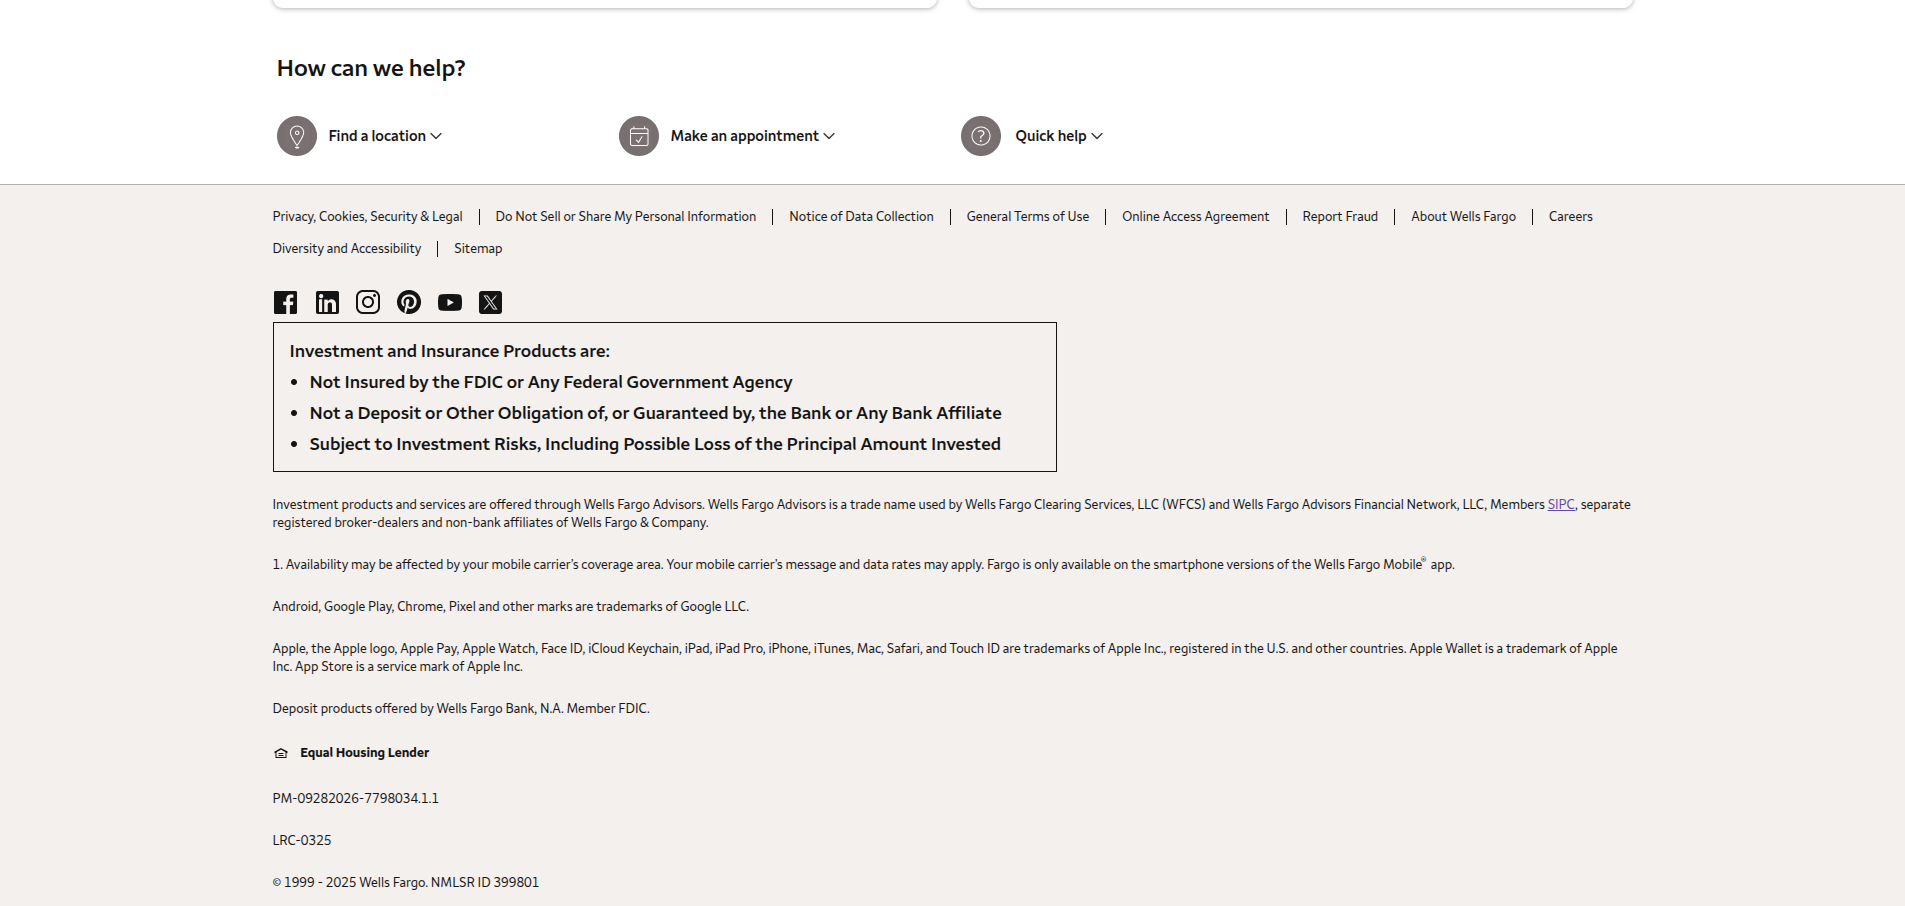 How can we help?
Find a location
Make an appointment
Quick help
Privacy, Cookies, Security & Legal
Do Not Sell or Share My Personal Information
Notice of Data Collection
General Terms of Use
Online Access Agreement
Report Fraud
About Wells Fargo
Careers
Diversity and Accessibility
Sitemap
Investment and Insurance Products are:
• Not Insured by the FDIC or Any Federal Government Agency
• Not a Deposit or Other Obligation of, or Guaranteed by, the Bank or Any Bank Affiliate
• Subject to Investment Risks, Including Possible Loss of the Principal Amount Invested
Investment products and services are offered through Wells Fargo Advisors. Wells Fargo Advisors is a trade name used by Wells Fargo Clearing Services, LLC (WFCS) and Wells Fargo Advisors Financial Network, LLC, Members SIPC, separate
registered broker-dealers and non-bank affiliates of Wells Fargo & Company.
1. Availability may be affected by your mobile carrier's coverage area. Your mobile carrier's message and data rates may apply. Fargo is only available on the smartphone versions of the Wells Fargo Mobile® app.
Android, Google Play, Chrome, Pixel and other marks are trademarks of Google LLC.
Apple, the Apple logo, Apple Pay, Apple Watch, Face ID, iCloud Keychain, iPad, iPad Pro, iPhone, iTunes, Mac, Safari, and Touch ID are trademarks of Apple Inc., registered in the U.S. and other countries. Apple Wallet is a trademark of Apple
Inc. App Store is a service mark of Apple Inc.
Deposit products offered by Wells Fargo Bank, N.A. Member FDIC.
Equal Housing Lender
PM-09282026-7798034.1.1
LRC-0325
© 1999 - 2025 Wells Fargo. NMLSR ID 399801